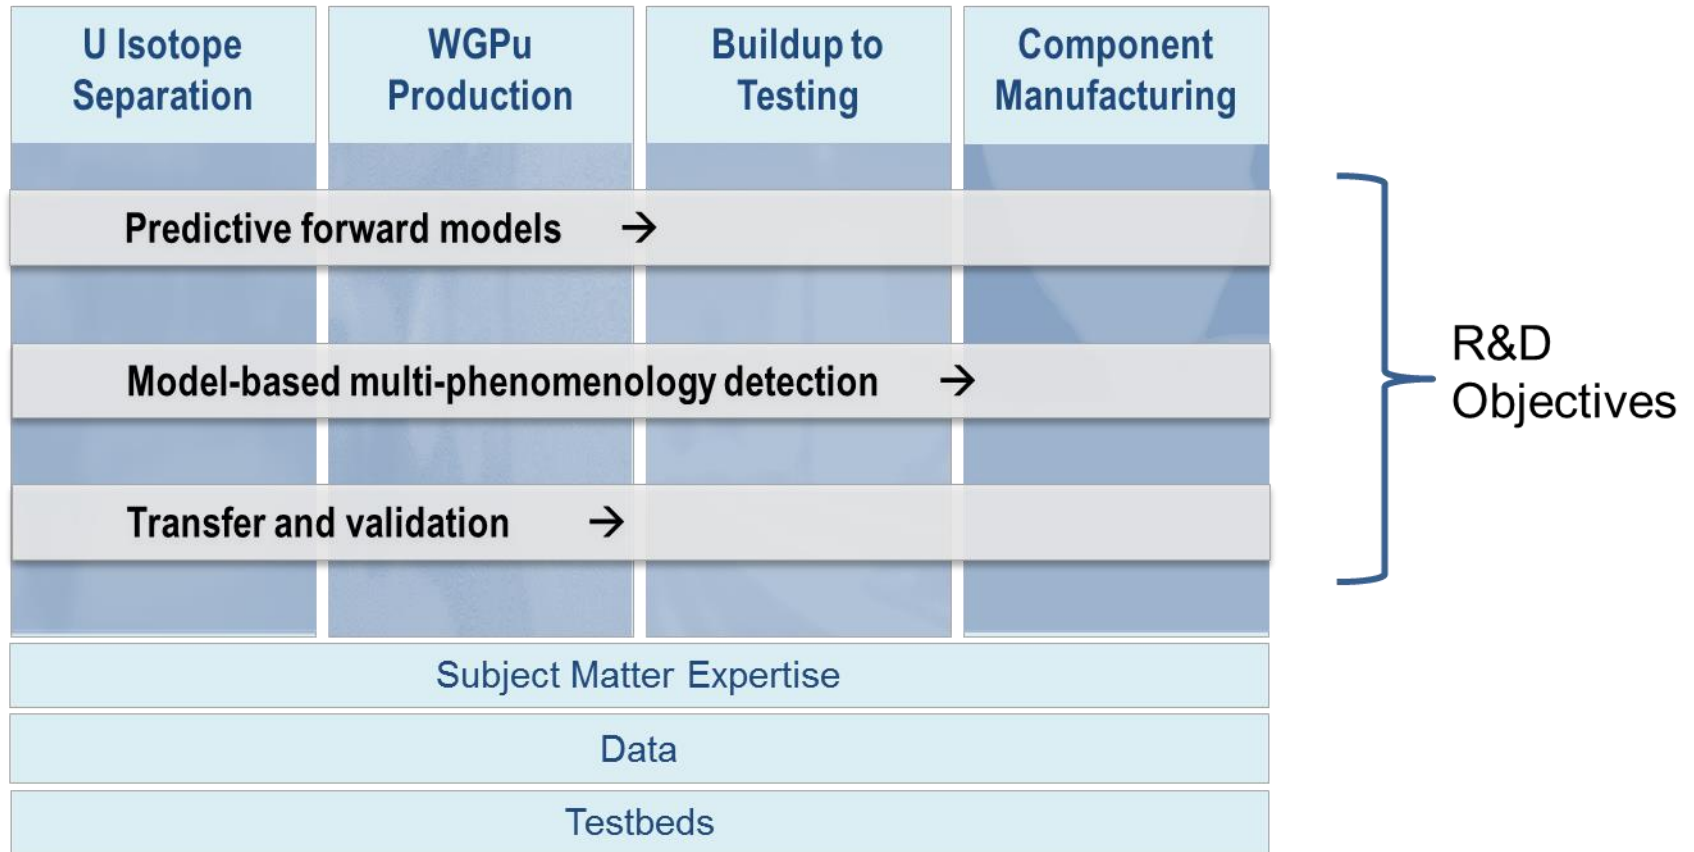 U Isotope
Separation
WGPu
Production
Buildup to
Testing
Component
Manufacturing
Predictive forward models →
Model-based multi-phenomenology detection →
Transfer and validation →
R&D
Objectives
Subject Matter Expertise
Data
Testbeds